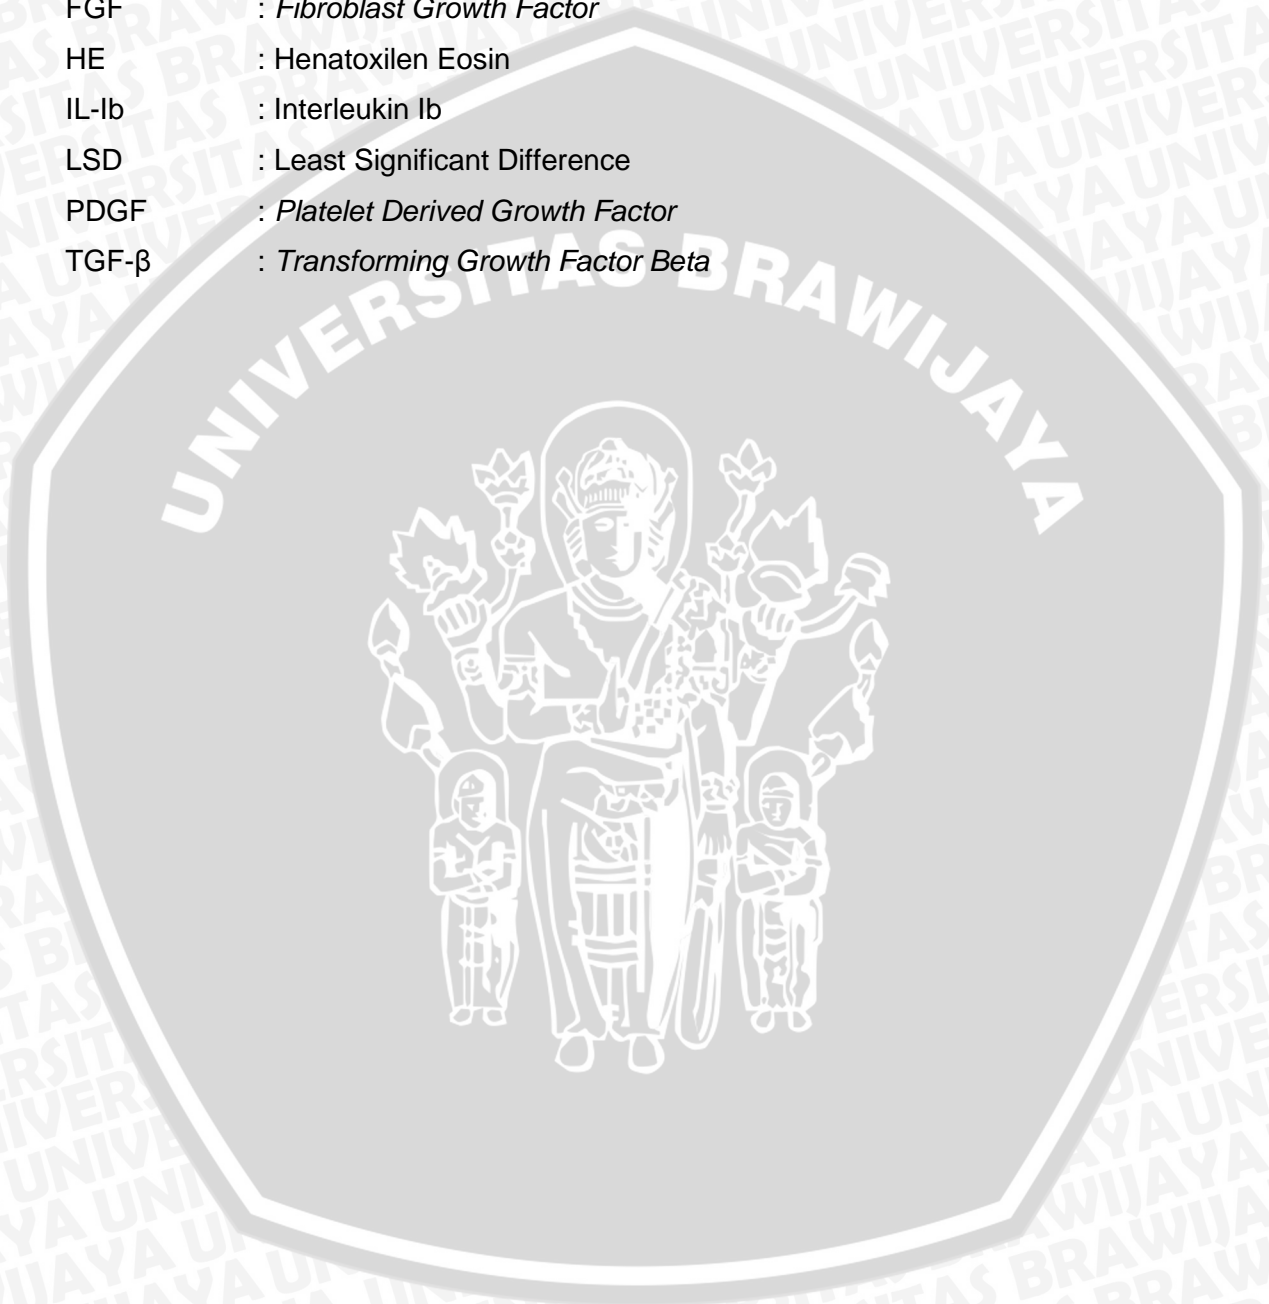 FGF : Fibroblast Growth Factor
HE : Henatoxilen Eosin
IL-Ib : Interleukin Ib
LSD : Least Significant Difference
PDGF : Platelet Derived Growth Factor
TGF-β : Transforming Growth Factor Beta
UNIVERSITAS BRAWIJAYA